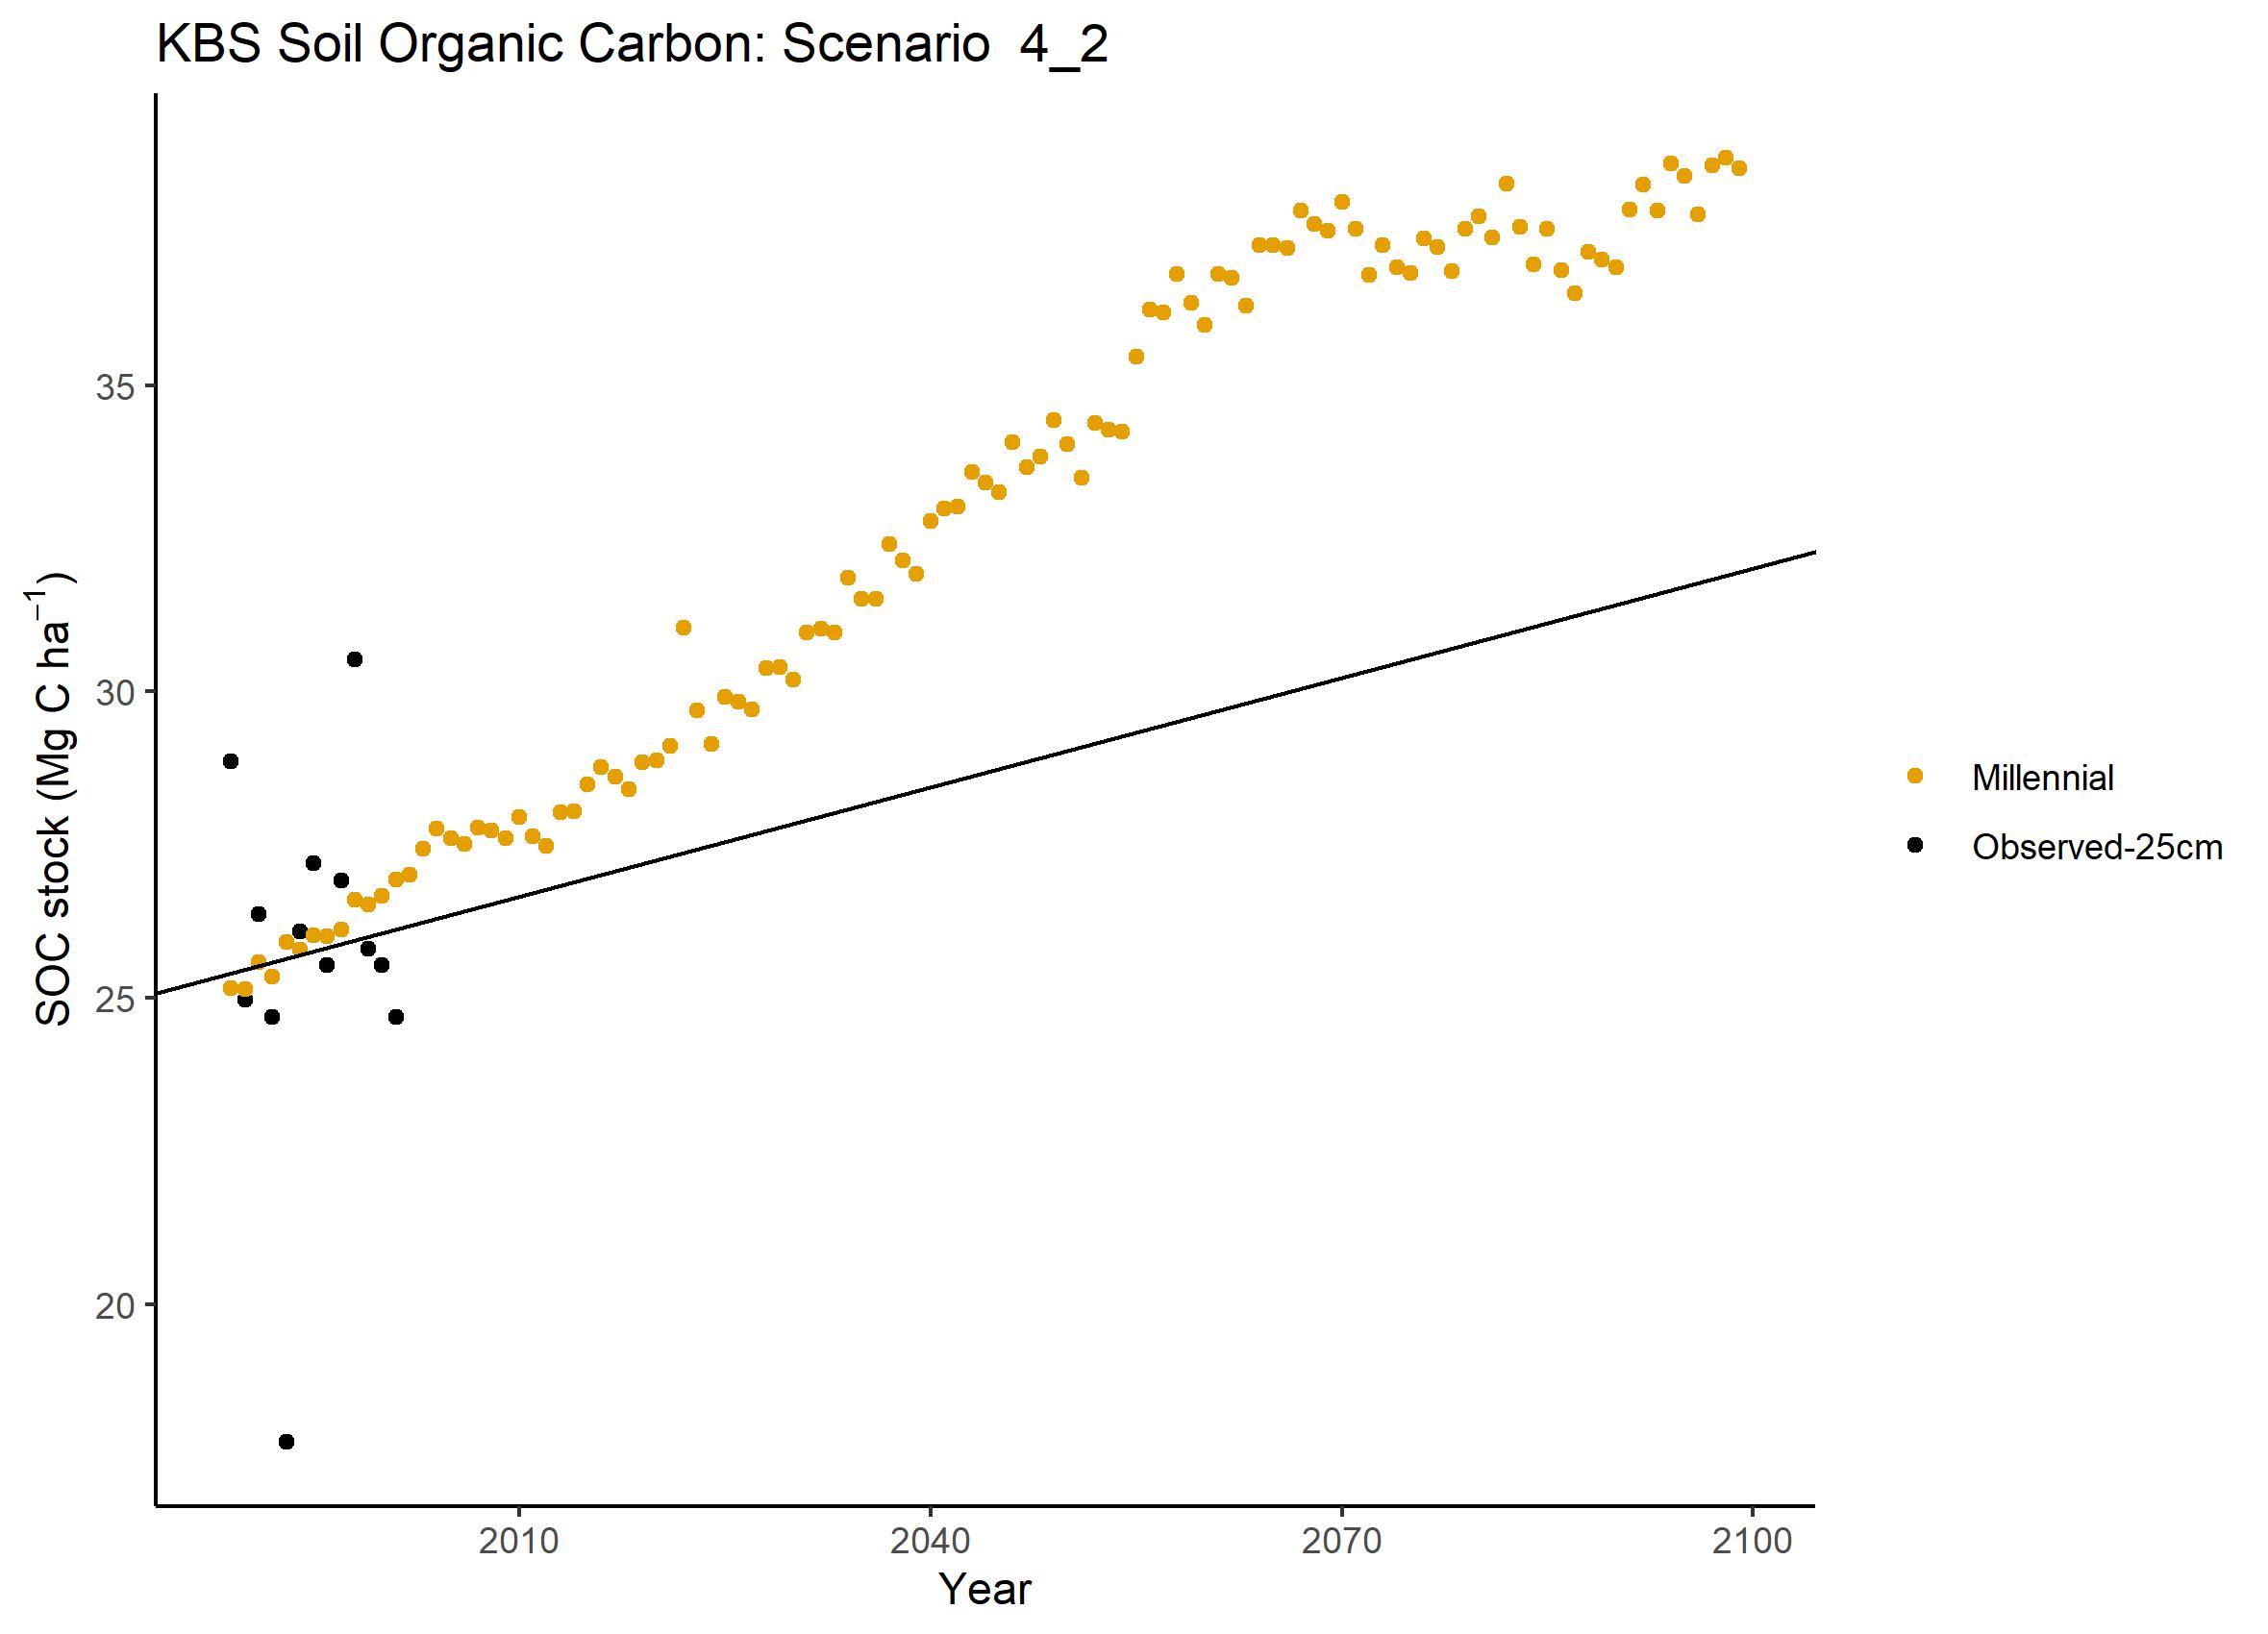 KBS Soil Organic Carbon: Scenario  4_2
SOC stock (Mg C ha⁻¹)
35
30
25
20
2010
2040
2070
2100
Year
Millennial
Observed-25cm